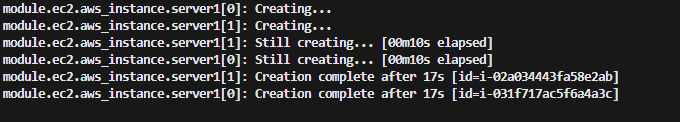 module.ec2.aws_instance.server1[0]: Creating...
module.ec2.aws_instance.server1[1]: Creating...
module.ec2.aws_instance.server1[1]: Still creating... [00m10s elapsed]
module.ec2.aws_instance.server1[0]: Still creating... [00m10s elapsed]
module.ec2.aws_instance.server1[1]: Creation complete after 17s [id=i-02a034443fa58e2ab]
module.ec2.aws_instance.server1[0]: Creation complete after 17s [id=i-031f717ac5f6a4a3c]